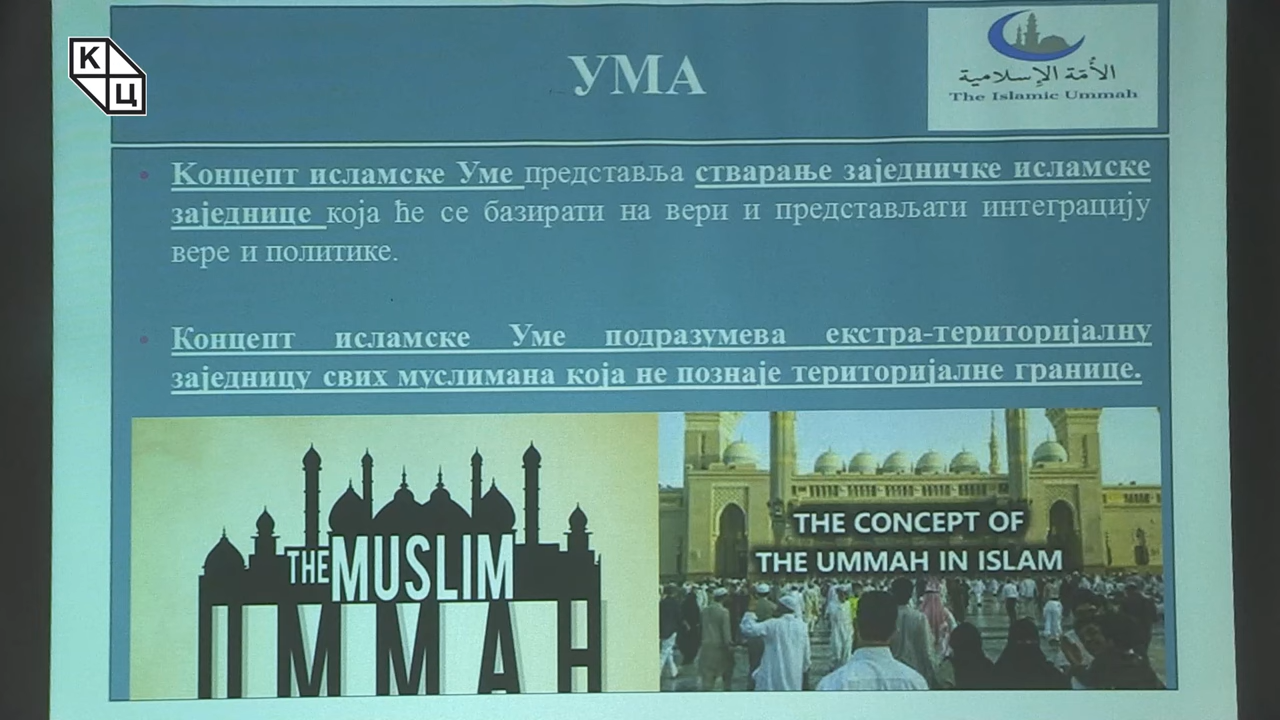 КЦ
УМА
الأمة الإسلامية
The Islamic Ummah
Концепт исламске Уме представља стварање заједничке исламске
заједнице која ће се базирати на вери и представљати интеграцију
вере и политике.
Концепт исламске Уме подразумева екстра-територијалну
заједницу свих муслимана која не познаје територијалне границе.
THE MUSLIM
UMMAH
THE CONCEPT OF
THE UMMAH IN ISLAM